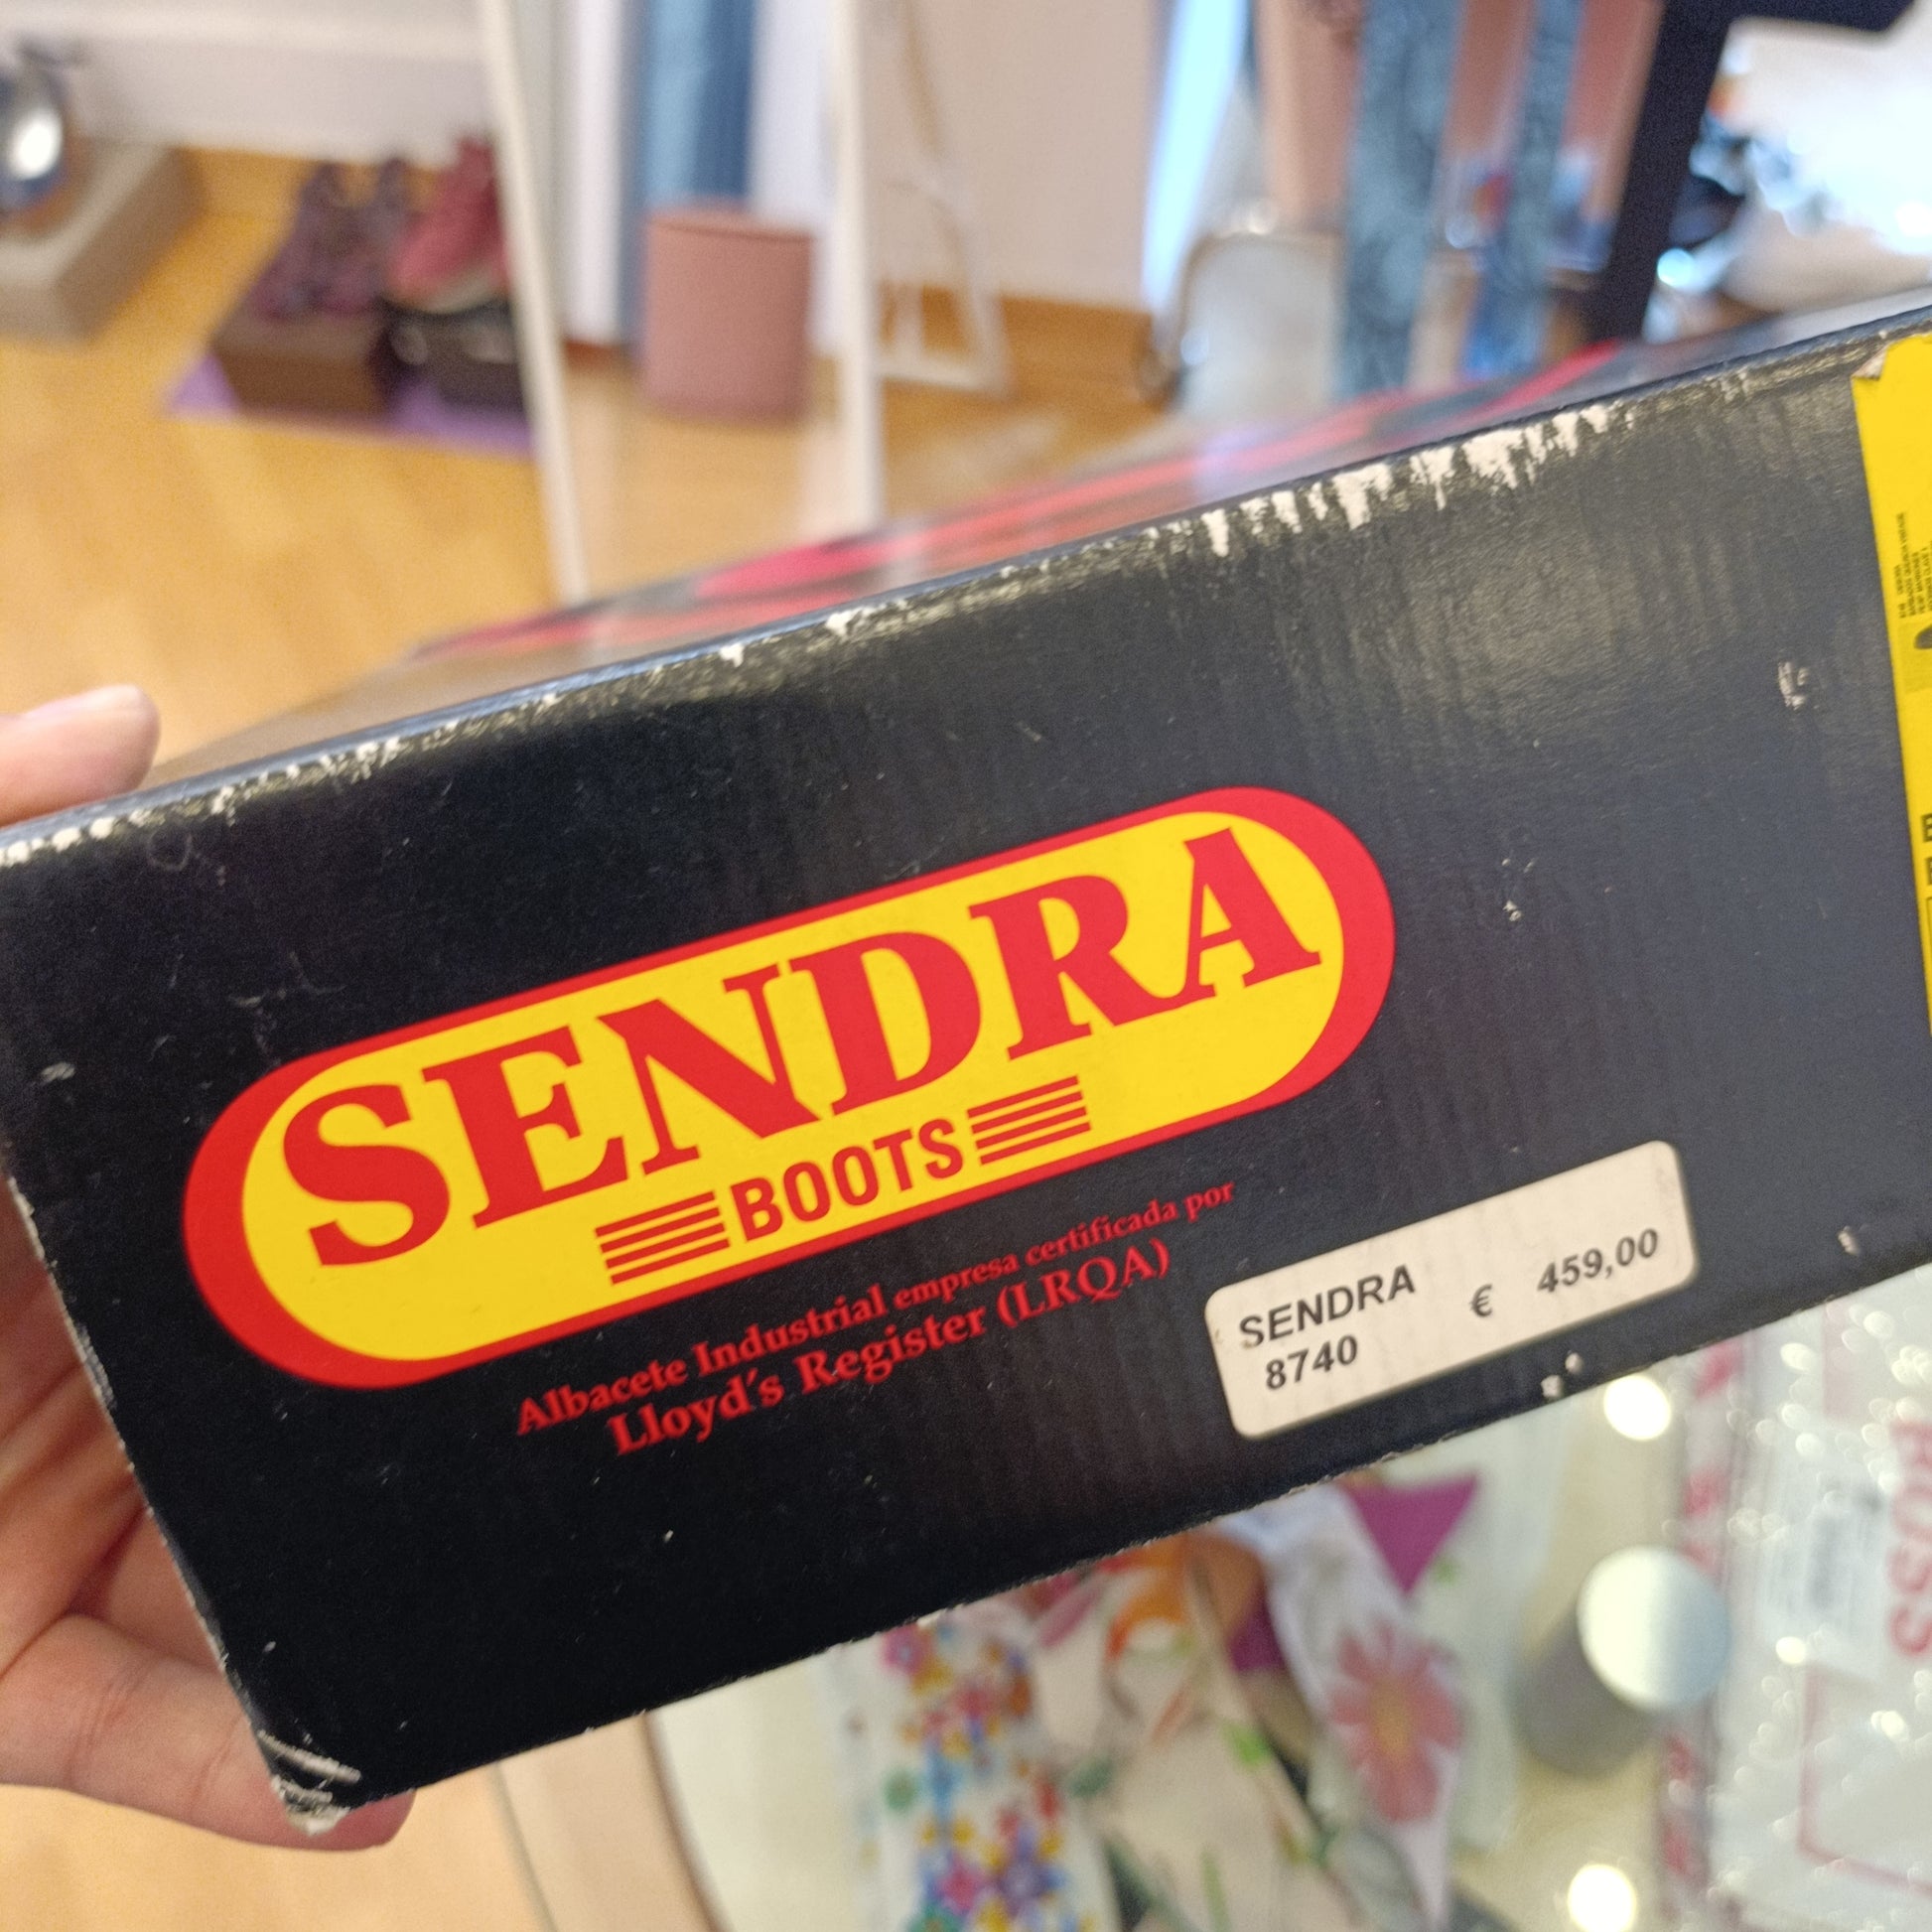 SENDRA
BOOTS
Albacete Industrial empresa certificada por
Lloyd's Register (LRQA)
SENDRA € 459,00
8740